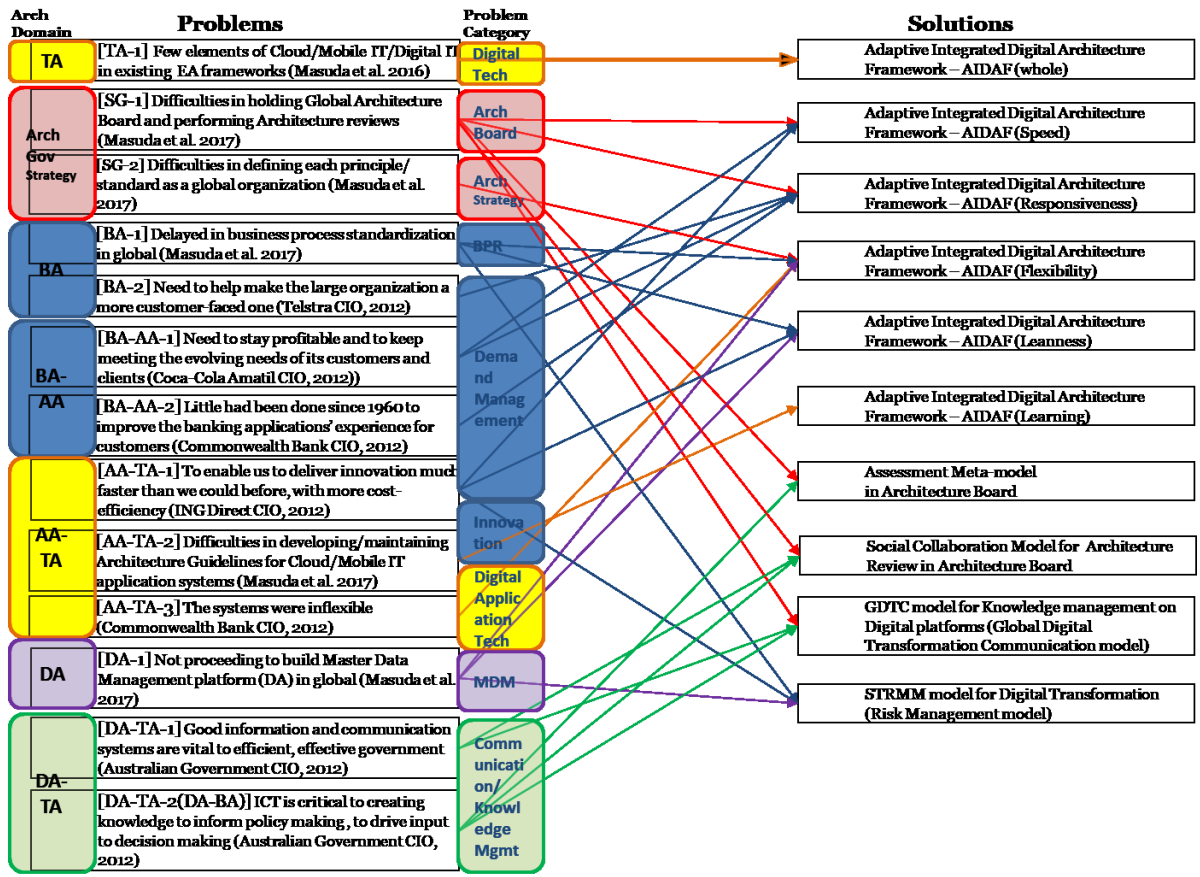 Arch
Domain
Problems
Problem
Category
Solutions
TA
[TA-1] Few elements of Cloud/Mobile IT/Digital IT
in existing EA frameworks (Masuda et al. 2016)
Digital
Tech
Adaptive Integrated Digital Architecture
Framework – AIDAF (whole)
Arch
Gov
Strategy
[SG-1] Difficulties in holding Global Architecture
Board and performing Architecture reviews
(Masuda et al. 2017)
Arch
Board
Adaptive Integrated Digital Architecture
Framework – AIDAF (Speed)
[SG-2] Difficulties in defining each principle/
standard as a global organization (Masuda et al.
2017)
Arch
Strategy
Adaptive Integrated Digital Architecture
Framework – AIDAF (Responsiveness)
BA
[BA-1] Delayed in business process standardization
in global (Masuda et al. 2017)
BPR
Adaptive Integrated Digital Architecture
Framework – AIDAF (Flexibility)
[BA-2] Need to help make the large organization a
more customer-faced one (Telstra CIO, 2012)
Dema
nd Manag
ement
Adaptive Integrated Digital Architecture
Framework – AIDAF (Leanness)
BA-
AA
[BA-AA-1] Need to stay profitable and to keep
meeting the evolving needs of its customers and
clients (Coca-Cola Amatil CIO, 2012))
[BA-AA-2] Little had been done since 1960 to
improve the banking applications' experience for
customers (Commonwealth Bank CIO, 2012)
Adaptive Integrated Digital Architecture
Framework – AIDAF (Learning)
AA-
TA
[AA-TA-1] To enable us to deliver innovation much
faster than we could before, with more cost-
efficiency (ING Direct CIO, 2012)
Assessment Meta-model
in Architecture Board
Innova
tion
[AA-TA-2] Difficulties in developing/maintaining
Architecture Guidelines for Cloud/Mobile IT
application systems (Masuda et al. 2017)
Social Collaboration Model for Architecture
Review in Architecture Board
Digital
Applic
ation
Tech
[AA-TA-3] The systems were inflexible
(Commonwealth Bank CIO, 2012)
GDTC model for Knowledge management on
Digital platforms (Global Digital
Transformation Communication model)
DA
[DA-1] Not proceeding to build Master Data
Management platform (DA) in global (Masuda et al.
2017)
MDM
STRMM model for Digital Transformation
(Risk Management model)
DA-
TA
[DA-TA-1] Good information and communication
systems are vital to efficient, effective government
(Australian Government CIO, 2012)
Comm
unicati
on/
Knowl
edge
Mgmt
[DA-TA-2(DA-BA)] ICT is critical to creating
knowledge to inform policy making , to drive input
to decision making (Australian Government CIO,
2012)